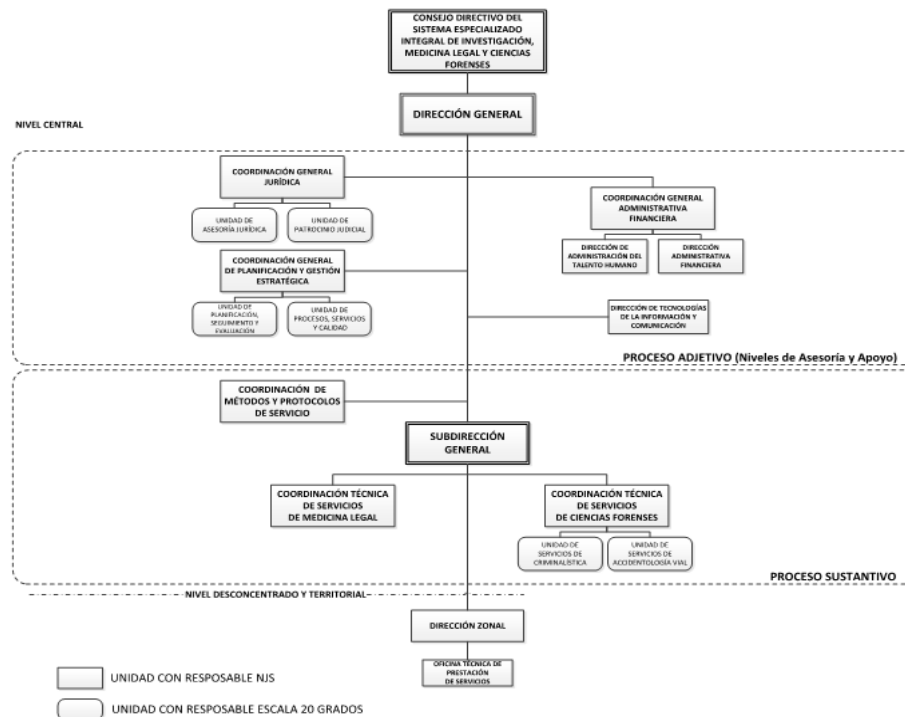 CONSEJO DIRECTIVO DEL
SISTEMA ESPECIALIZADO
INTEGRAL DE INVESTIGACIÓN,
MEDICINA LEGAL Y CIENCIAS
FORENSES
DIRECCIÓN GENERAL
NIVEL CENTRAL
COORDINACIÓN GENERAL
JURÍDICA
UNIDAD DE
ASESORÍA JURÍDICA
UNIDAD DE
PATROCINIO JUDICIAL
COORDINACIÓN GENERAL
ADMINISTRATIVA
FINANCIERA
DIRECCIÓN DE
ADMINISTRACIÓN DEL
TALENTO HUMANO
DIRECCIÓN
ADMINISTRATIVA
FINANCIERA
COORDINACIÓN GENERAL
DE PLANIFICACIÓN Y GESTIÓN
ESTRATÉGICA
UNIDAD DE
PLANIFICACIÓN,
SEGUIMIENTO Y
EVALUACIÓN
UNIDAD DE
PROCESOS, SERVICIOS
Y CALIDAD
DIRECCIÓN DE TECNOLOGÍAS
DE LA INFORMACIÓN Y
COMUNICACIÓN
PROCESO ADJETIVO (Niveles de Asesoría y Apoyo)
COORDINACIÓN DE
MÉTODOS Y PROTOCOLOS
DE SERVICIO
SUBDIRECCIÓN
GENERAL
COORDINACIÓN TÉCNICA
DE SERVICIOS
DE MEDICINA LEGAL
COORDINACIÓN TÉCNICA
DE SERVICIOS
DE CIENCIAS FORENSES
UNIDAD DE
SERVICIOS DE
CRIMINALÍSTICA
UNIDAD DE
SERVICIOS DE
ACCIDENTOLOGÍA VIAL
PROCESO SUSTANTIVO
NIVEL DESCONCENTRADO Y TERRITORIAL
DIRECCIÓN ZONAL
OFICINA TÉCNICA DE
PRESTACIÓN
DE SERVICIOS
UNIDAD CON RESPOSABLE NJS
UNIDAD CON RESPOSABLE ESCALA 20 GRADOS